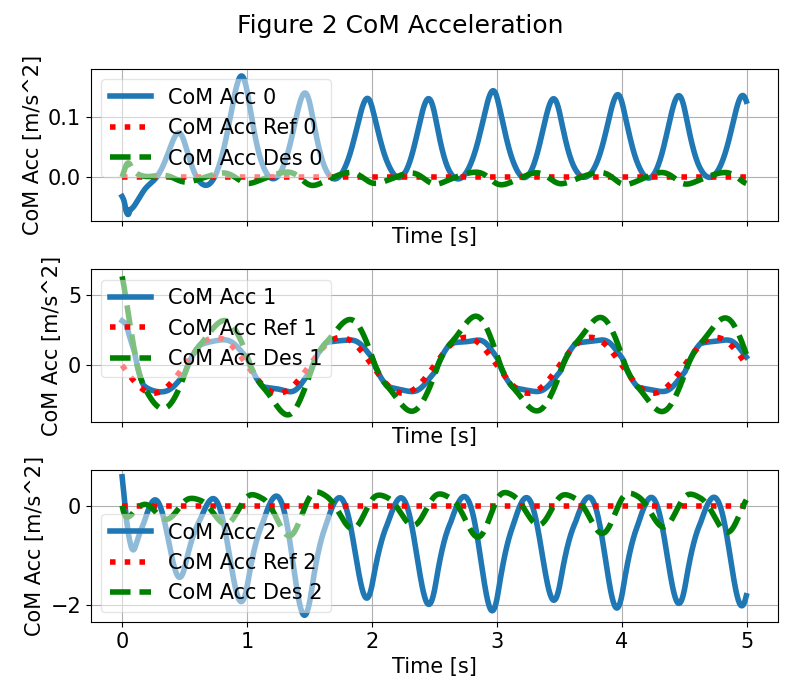 Figure 2 CoM Acceleration
CoM Acc [m/s^2]
0.1
0.0
CoM Acc 0
CoM Acc Ref 0
CoM Acc Des 0
Time [s]
CoM Acc [m/s^2]
5
0
CoM Acc 1
CoM Acc Ref 1
CoM Acc Des 1
Time [s]
CoM Acc [m/s^2]
0
−2
CoM Acc 2
CoM Acc Ref 2
CoM Acc Des 2
0 1 2 3 4 5
Time [s]